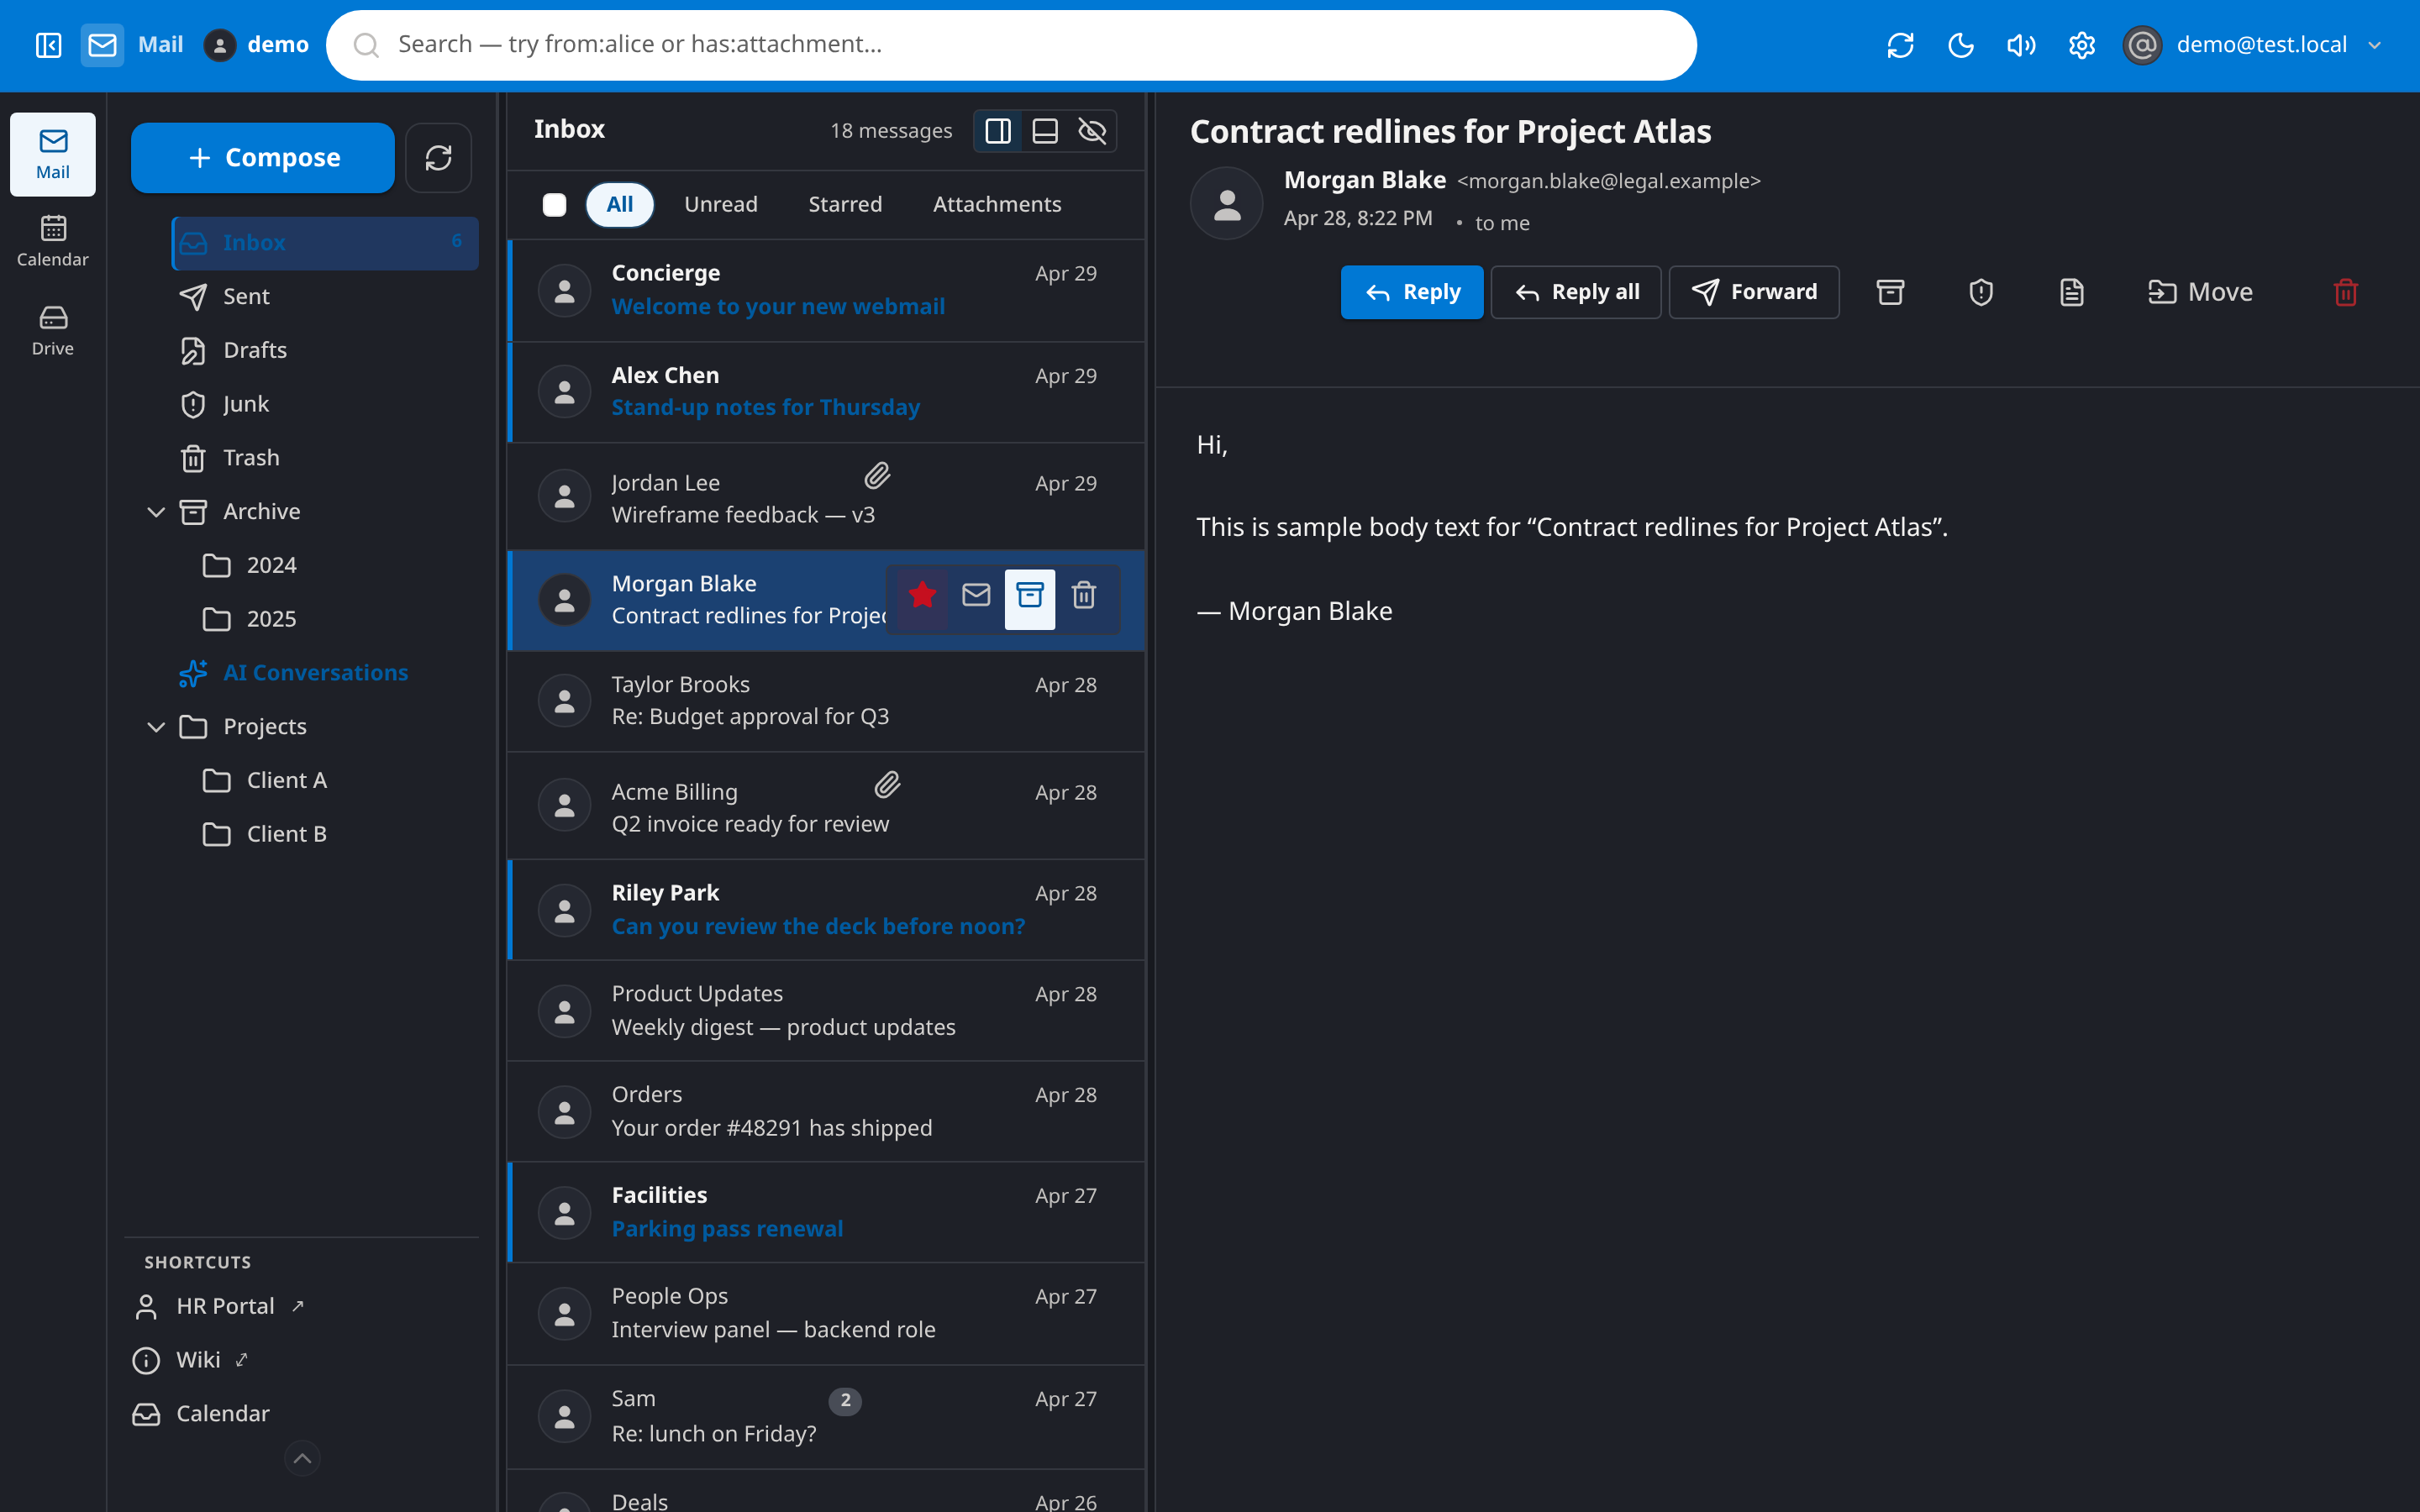 Mail
demo
Search — try from:alice or has:attachment...
demo@test.local
Mail
Calendar
Drive
Compose
Inbox 6
Sent
Drafts
Junk
Trash
Archive
2024
2025
AI Conversations
Projects
Client A
Client B
SHORTCUTS
HR Portal ↗
Wiki ⤢
Calendar
Inbox 18 messages
All Unread Starred Attachments
Concierge Apr 29
Welcome to your new webmail
Alex Chen Apr 29
Stand-up notes for Thursday
Jordan Lee Apr 29
Wireframe feedback — v3
Morgan Blake
Contract redlines for Projec
Taylor Brooks Apr 28
Re: Budget approval for Q3
Acme Billing Apr 28
Q2 invoice ready for review
Riley Park Apr 28
Can you review the deck before noon?
Product Updates Apr 28
Weekly digest — product updates
Orders Apr 28
Your order #48291 has shipped
Facilities Apr 27
Parking pass renewal
People Ops Apr 27
Interview panel — backend role
Sam 2 Apr 27
Re: lunch on Friday?
Deals Apr 26
Contract redlines for Project Atlas
Morgan Blake <morgan.blake@legal.example>
Apr 28, 8:22 PM • to me
Reply Reply all Forward Move
Hi,
This is sample body text for “Contract redlines for Project Atlas”.
— Morgan Blake